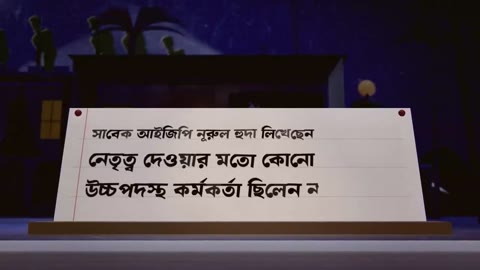 সাবেক আইজিপি নূরুল হুদা লিখেছেন
নেতৃত্ব দেওয়ার মতো কোনো
উচ্চপদস্থ কর্মকর্তা ছিলেন ন